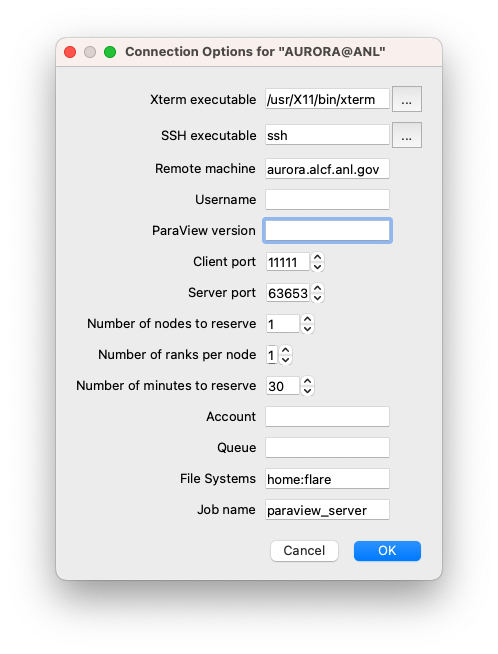 Connection Options for "AURORA@ANL"
Xterm executable /usr/X11/bin/xterm ...
SSH executable ssh ...
Remote machine aurora.alcf.anl.gov
Username
ParaView version
Client port 11111
Server port 63653
Number of nodes to reserve 1
Number of ranks per node 1
Number of minutes to reserve 30
Account
Queue
File Systems home:flare
Job name paraview_server
Cancel OK